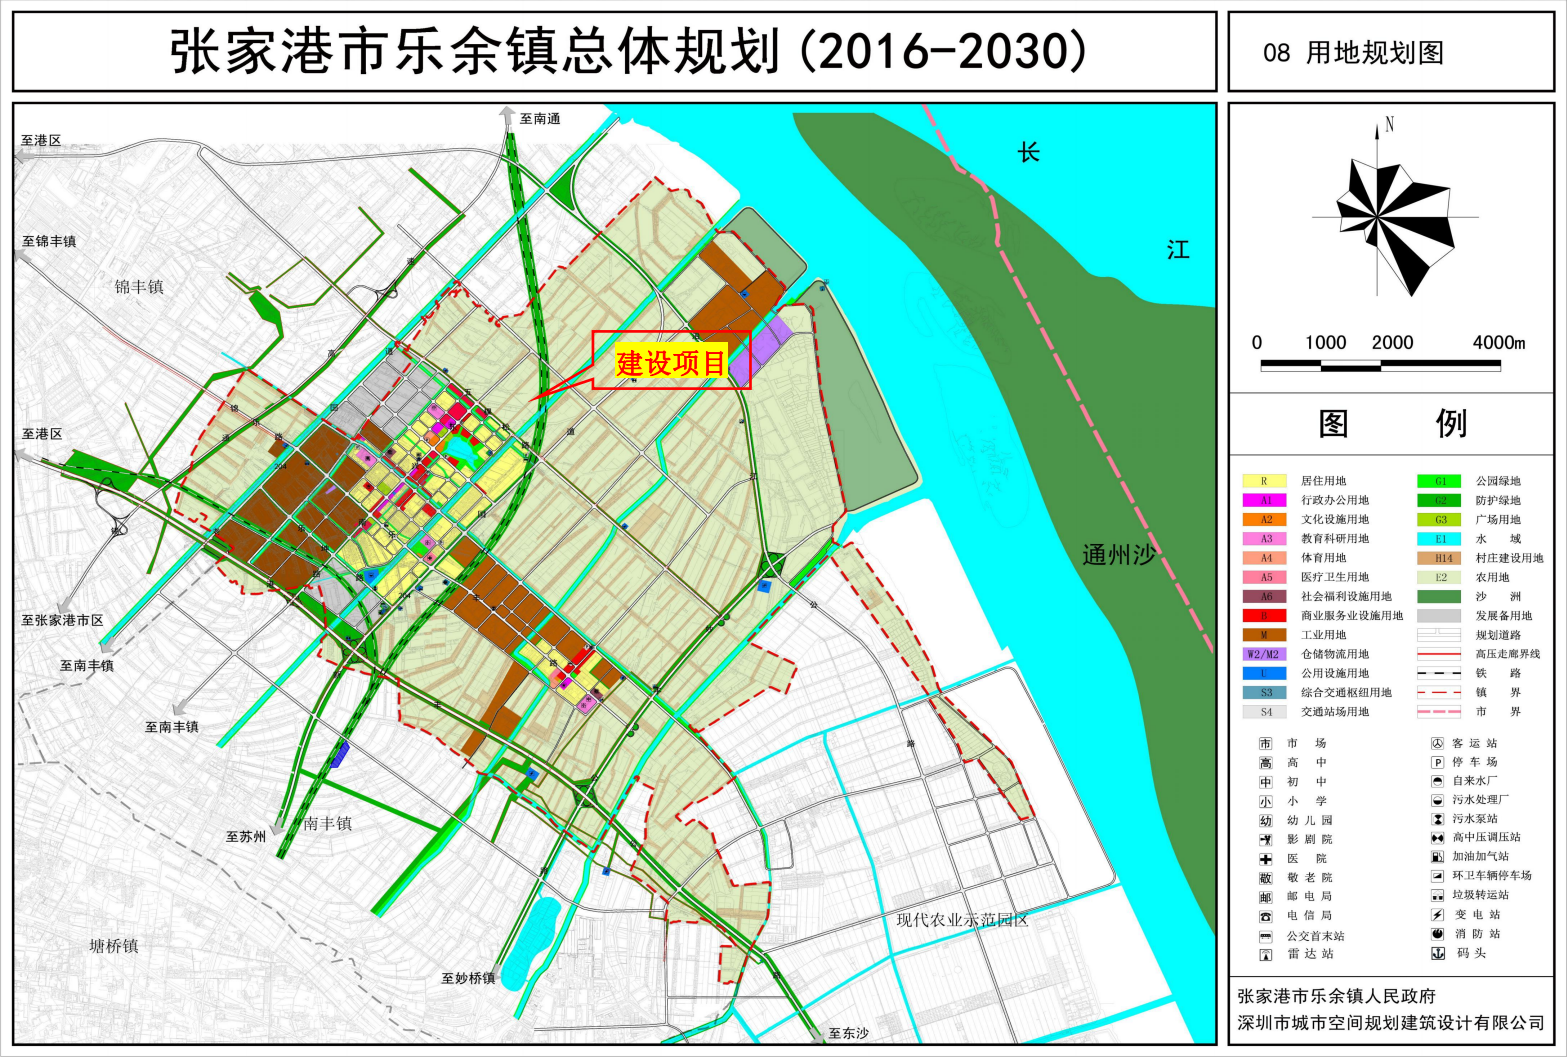 张家港市乐余镇总体规划(2016-2030)
08 用地规划图
至港区
至南通
长
江
至锦丰镇
锦丰镇
建设项目
至港区
通州沙
至张家港市区
至南丰镇
至南丰镇
至苏州
南丰镇
塘桥镇
至妙桥镇
现代农业示范园区
至东沙
204
204
N
0 1000 2000 4000m
图 例
R 居住用地
A1 行政办公用地
A2 文化设施用地
A3 教育科研用地
A4 体育用地
A5 医疗卫生用地
A6 社会福利设施用地
B 商业服务业设施用地
M 工业用地
W2/M2 仓储物流用地
L 公用设施用地
S3 综合交通枢纽用地
S4 交通站场用地
G1 公园绿地
G2 防护绿地
G3 广场用地
E1 水 域
H14 村庄建设用地
E2 农用地
沙 洲
发展备用地
规划道路
高压走廊界线
铁 路
镇 界
市 界
市 市 场
高 高 中
中 初 中
小 小 学
幼 幼儿园
影剧院
医 院
敬 敬老院
邮 邮电局
电信局
公交首末站
雷达站
客运站
P 停车场
自来水厂
污水处理厂
污水泵站
高中压调压站
加油加气站
环卫车辆停车场
垃圾转运站
变电站
消防站
码头
张家港市乐余镇人民政府
深圳市城市空间规划建筑设计有限公司